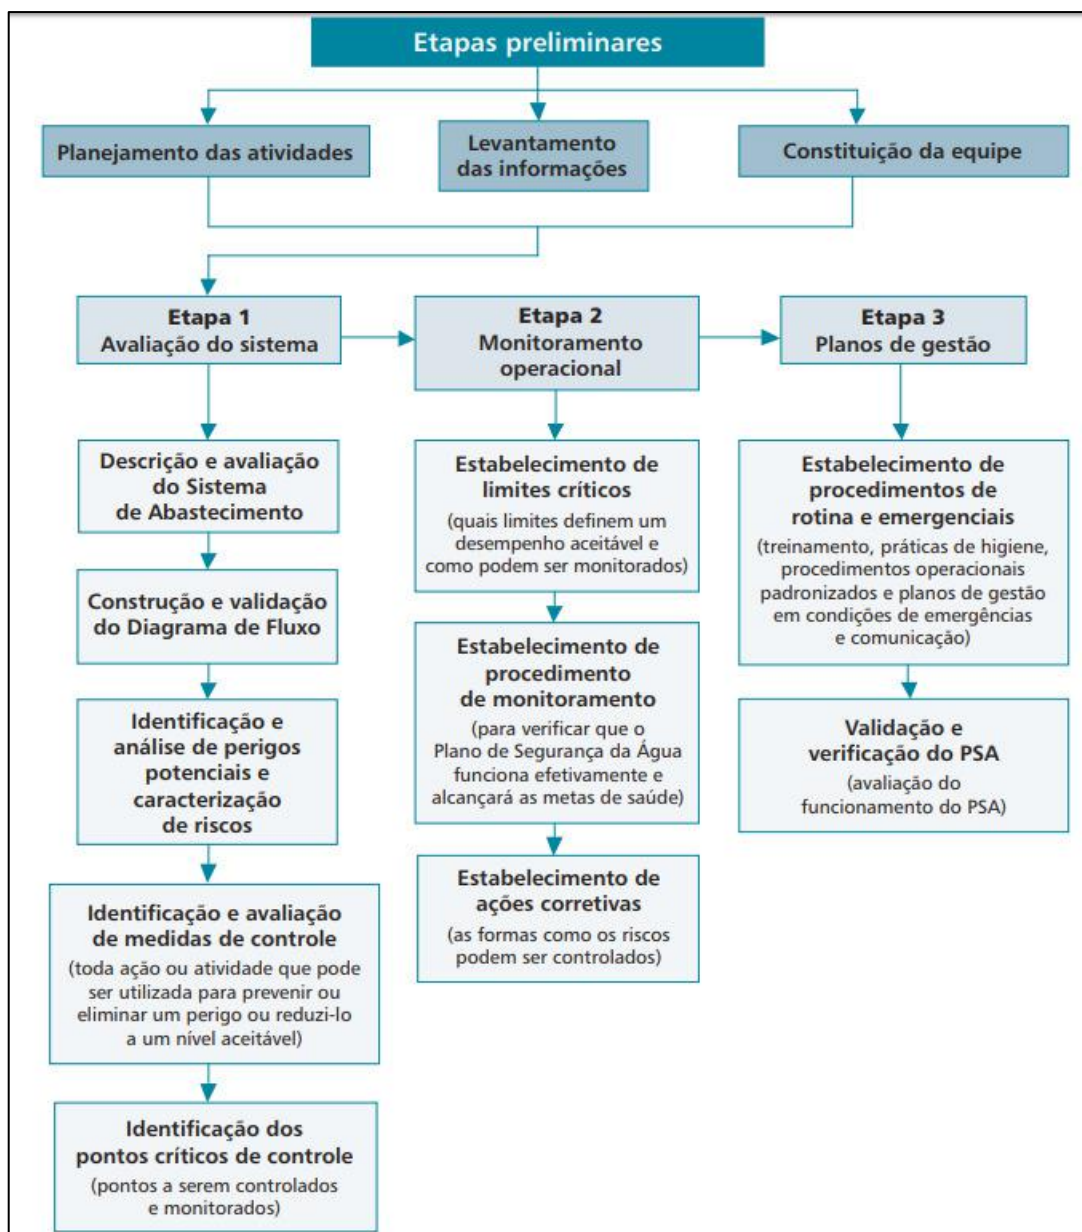 Etapas preliminares
Planejamento das atividades
Levantamento
das informações
Constituição da equipe
Etapa 1
Avaliação do sistema
Etapa 2
Monitoramento
operacional
Etapa 3
Planos de gestão
Descrição e avaliação
do Sistema
de Abastecimento
Construção e validação
do Diagrama de Fluxo
Identificação e
análise de perigos
potenciais e
caracterização
de riscos
Identificação e avaliação
de medidas de controle
(toda ação ou atividade que pode
ser utilizada para prevenir ou
eliminar um perigo ou reduzi-lo
a um nível aceitável)
Identificação dos
pontos críticos de controle
(pontos a serem controlados
e monitorados)
Estabelecimento de
limites críticos
(quais limites definem um
desempenho aceitável e
como podem ser monitorados)
Estabelecimento de
procedimento
de monitoramento
(para verificar que o
Plano de Segurança da Água
funciona efetivamente e
alcançará as metas de saúde)
Estabelecimento de
ações corretivas
(as formas como os riscos
podem ser controlados)
Estabelecimento de
procedimentos de
rotina e emergenciais
(treinamento, práticas de higiene,
procedimentos operacionais
padronizados e planos de gestão
em condições de emergências
e comunicação)
Validação e
verificação do PSA
(avaliação do
funcionamento do PSA)